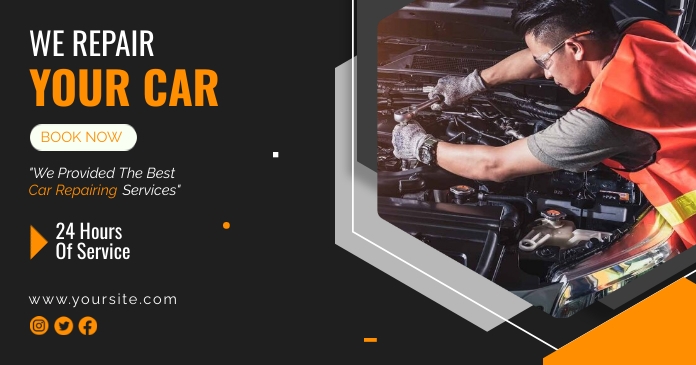 WE REPAIR
YOUR CAR
BOOK NOW
"We Provided The Best
Car Repairing Services"
24 Hours
Of Service
www.yoursite.com